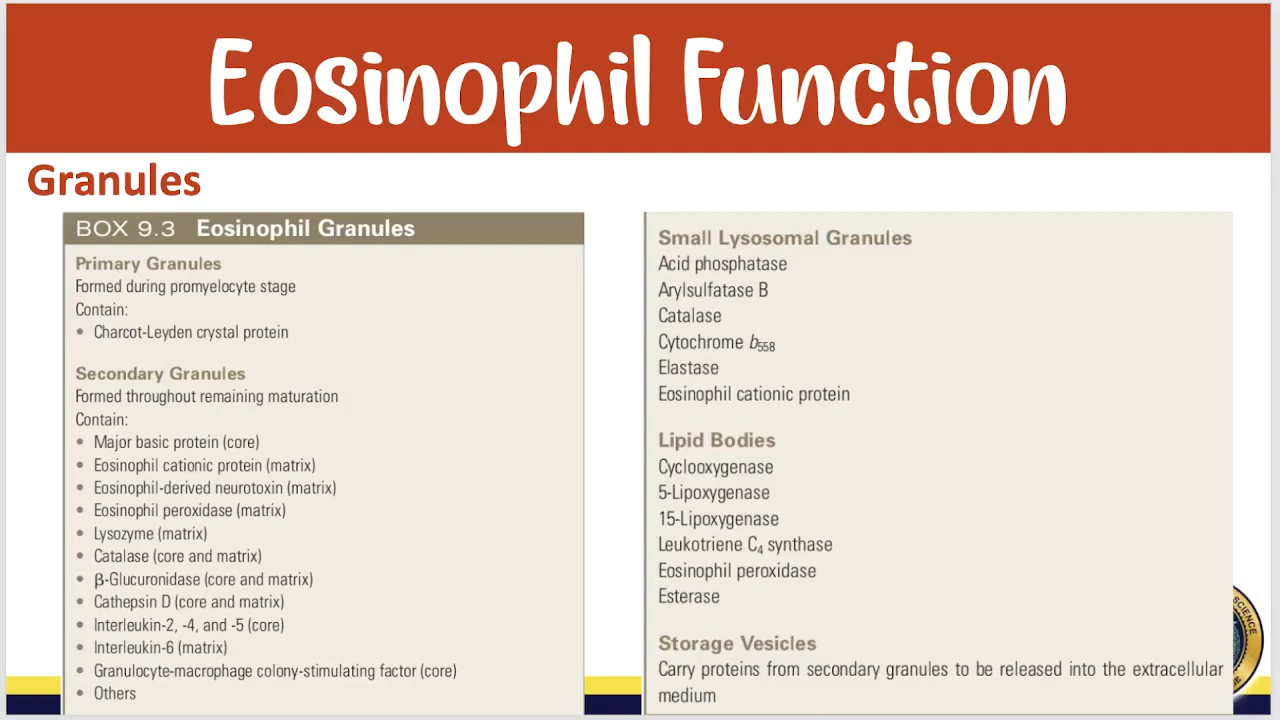 Eosinophil Function
Granules
BOX 9.3 Eosinophil Granules
Primary Granules
Formed during promyelocyte stage
Contain:
• Charcot-Leyden crystal protein
Secondary Granules
Formed throughout remaining maturation
Contain:
• Major basic protein (core)
• Eosinophil cationic protein (matrix)
• Eosinophil-derived neurotoxin (matrix)
• Eosinophil peroxidase (matrix)
• Lysozyme (matrix)
• Catalase (core and matrix)
• β-Glucuronidase (core and matrix)
• Cathepsin D (core and matrix)
• Interleukin-2, -4, and -5 (core)
• Interleukin-6 (matrix)
• Granulocyte-macrophage colony-stimulating factor (core)
• Others
Small Lysosomal Granules
Acid phosphatase
Arylsulfatase B
Catalase
Cytochrome b558
Elastase
Eosinophil cationic protein
Lipid Bodies
Cyclooxygenase
5-Lipoxygenase
15-Lipoxygenase
Leukotriene C4 synthase
Eosinophil peroxidase
Esterase
Storage Vesicles
Carry proteins from secondary granules to be released into the extracellular
medium
SCIENCE